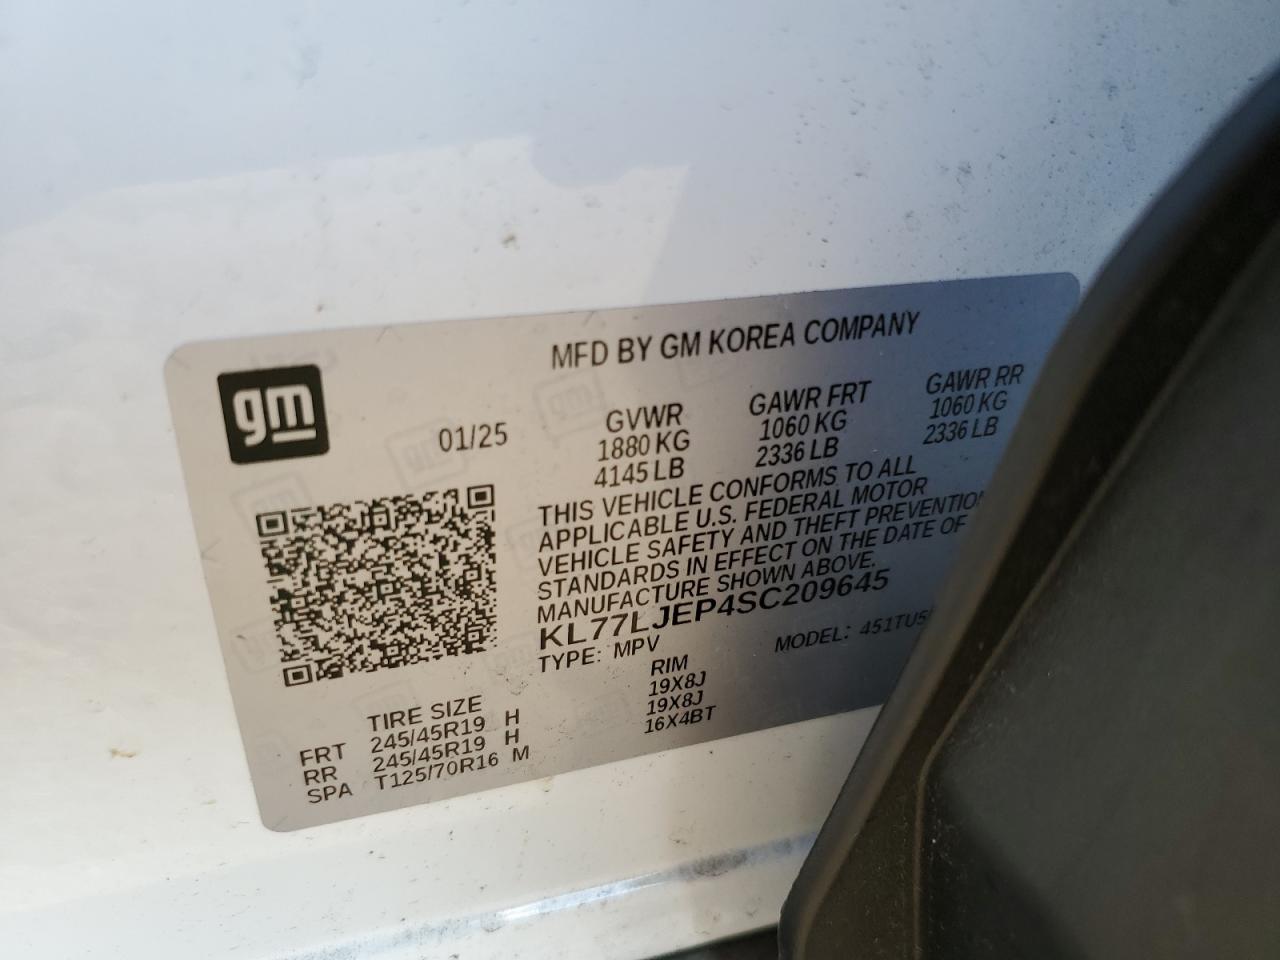 MFD BY GM KOREA COMPANY
gm
01/25
GVWR GAWR FRT GAWR RR
1880 KG 1060 KG 1060 KG
4145 LB 2336 LB 2336 LB
THIS VEHICLE CONFORMS TO ALL
APPLICABLE U.S. FEDERAL MOTOR
VEHICLE SAFETY AND THEFT PREVENTIO
STANDARDS IN EFFECT ON THE DATE OF
MANUFACTURE SHOWN ABOVE.
KL77LJEP4SC209645
TYPE: MPV MODEL: 451TU5
TIRE SIZE RIM
FRT 245/45R19 H 19X8J
RR 245/45R19 H 19X8J
SPA T125/70R16 M 16X4BT